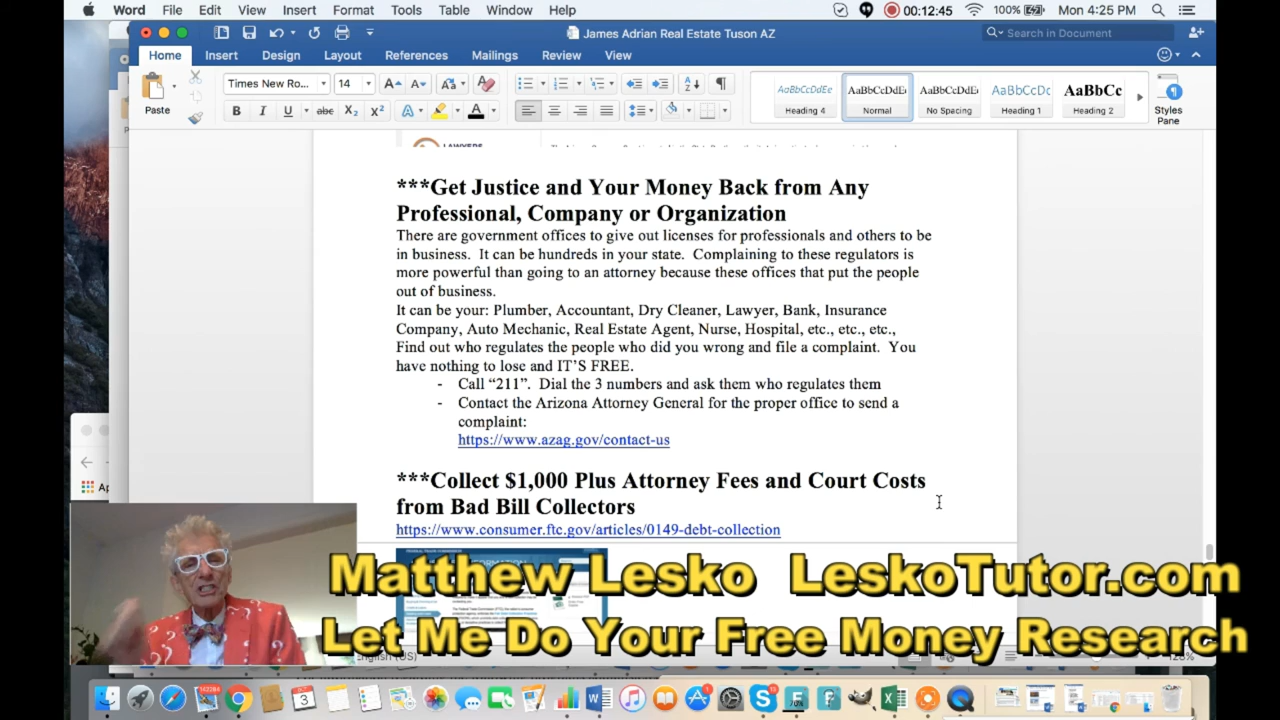 Word File Edit View Insert Format Tools Table Window Help 00:12:45 100% Mon 4:25 PM
James Adrian Real Estate Tuson AZ
Search in Document
Home Insert Design Layout References Mailings Review View
Paste
Times New Ro... 14
AaBbCcDdEe AaBbCcDdE AaBbCcDdE AaBbCcDc AaBbCc
Heading 4 Normal No Spacing Heading 1 Heading 2
Styles
Pane
LAWYERS
***Get Justice and Your Money Back from Any
Professional, Company or Organization
There are government offices to give out licenses for professionals and others to be
in business. It can be hundreds in your state. Complaining to these regulators is
more powerful than going to an attorney because these offices that put the people
out of business.
It can be your: Plumber, Accountant, Dry Cleaner, Lawyer, Bank, Insurance
Company, Auto Mechanic, Real Estate Agent, Nurse, Hospital, etc., etc., etc.,
Find out who regulates the people who did you wrong and file a complaint. You
have nothing to lose and IT'S FREE.
- Call “211”. Dial the 3 numbers and ask them who regulates them
- Contact the Arizona Attorney General for the proper office to send a
complaint:
https://www.azag.gov/contact-us
***Collect $1,000 Plus Attorney Fees and Court Costs
from Bad Bill Collectors
https://www.consumer.ftc.gov/articles/0149-debt-collection
Matthew Lesko LeskoTutor.com
Let Me Do Your Free Money Research
English (US) 128%